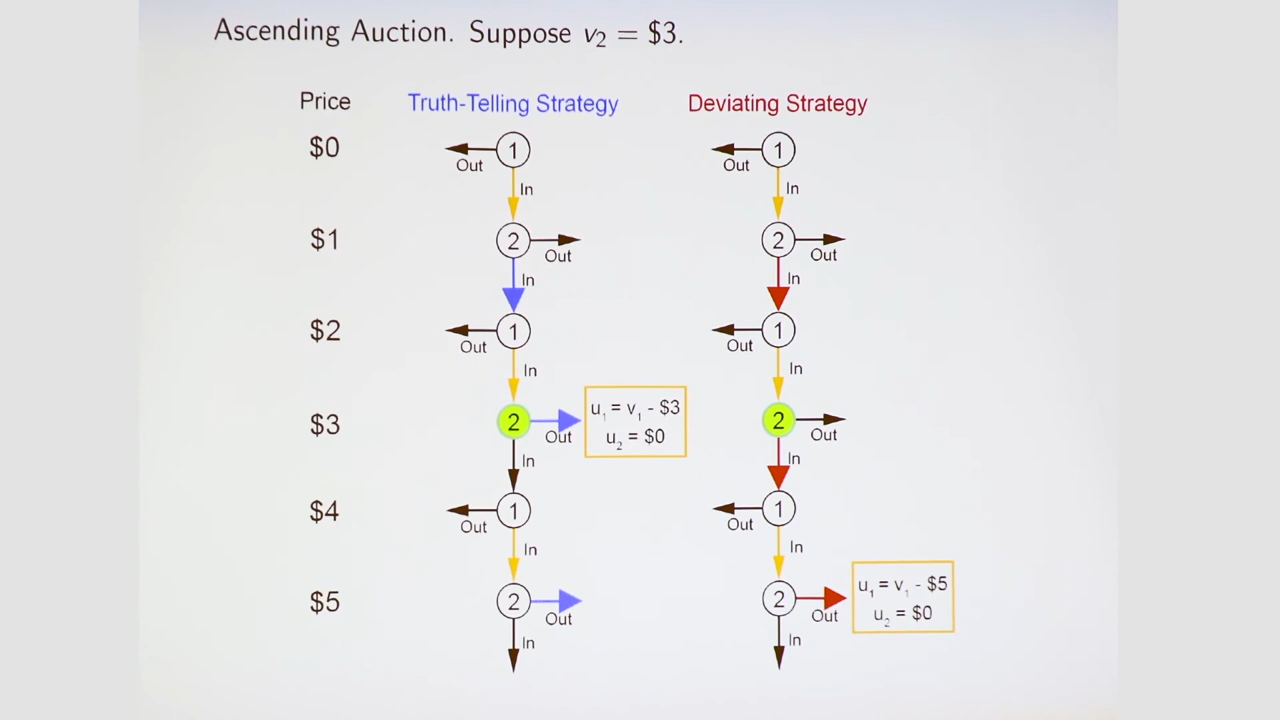 Ascending Auction. Suppose v₂ = $3.
Price Truth-Telling Strategy Deviating Strategy
$0 1 1
Out Out
In In
$1 2 2
Out Out
In In
$2 1 1
Out Out
In In
$3 2 u₁ = v₁ - $3 2
Out u₂ = $0 Out
In In
$4 1 1
Out Out
In In
$5 2 2 u₁ = v₁ - $5
Out Out u₂ = $0
In In